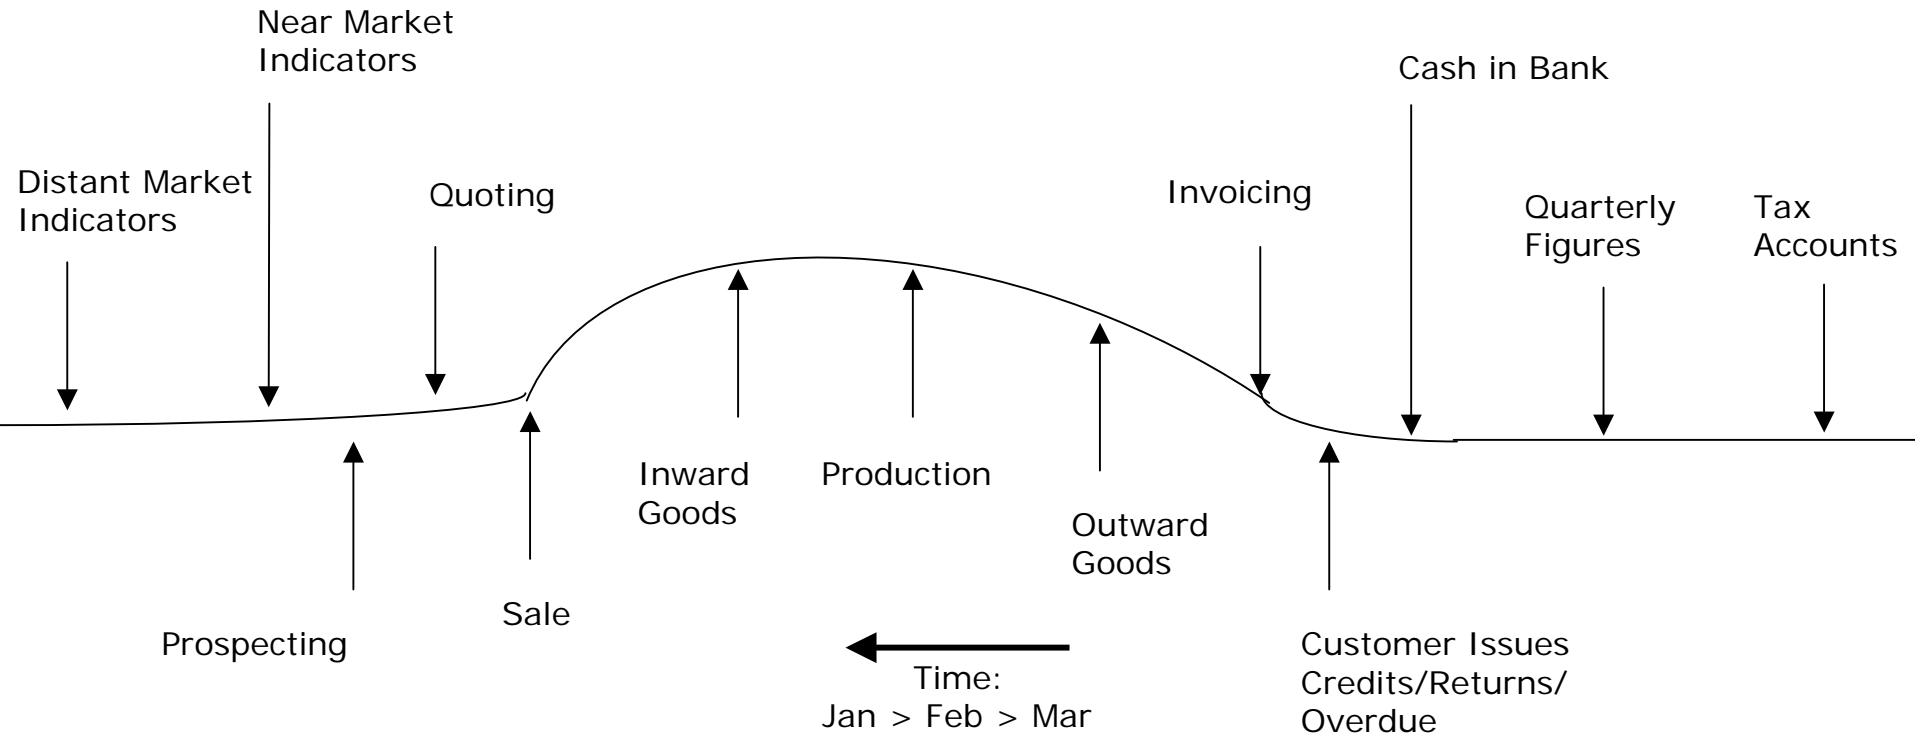 Near Market
Indicators
Cash in Bank
Distant Market
Indicators
Quoting
Invoicing
Quarterly
Figures
Tax
Accounts
Inward
Goods
Production
Outward
Goods
Sale
Prospecting
Time:
Jan > Feb > Mar
Customer Issues
Credits/Returns/
Overdue